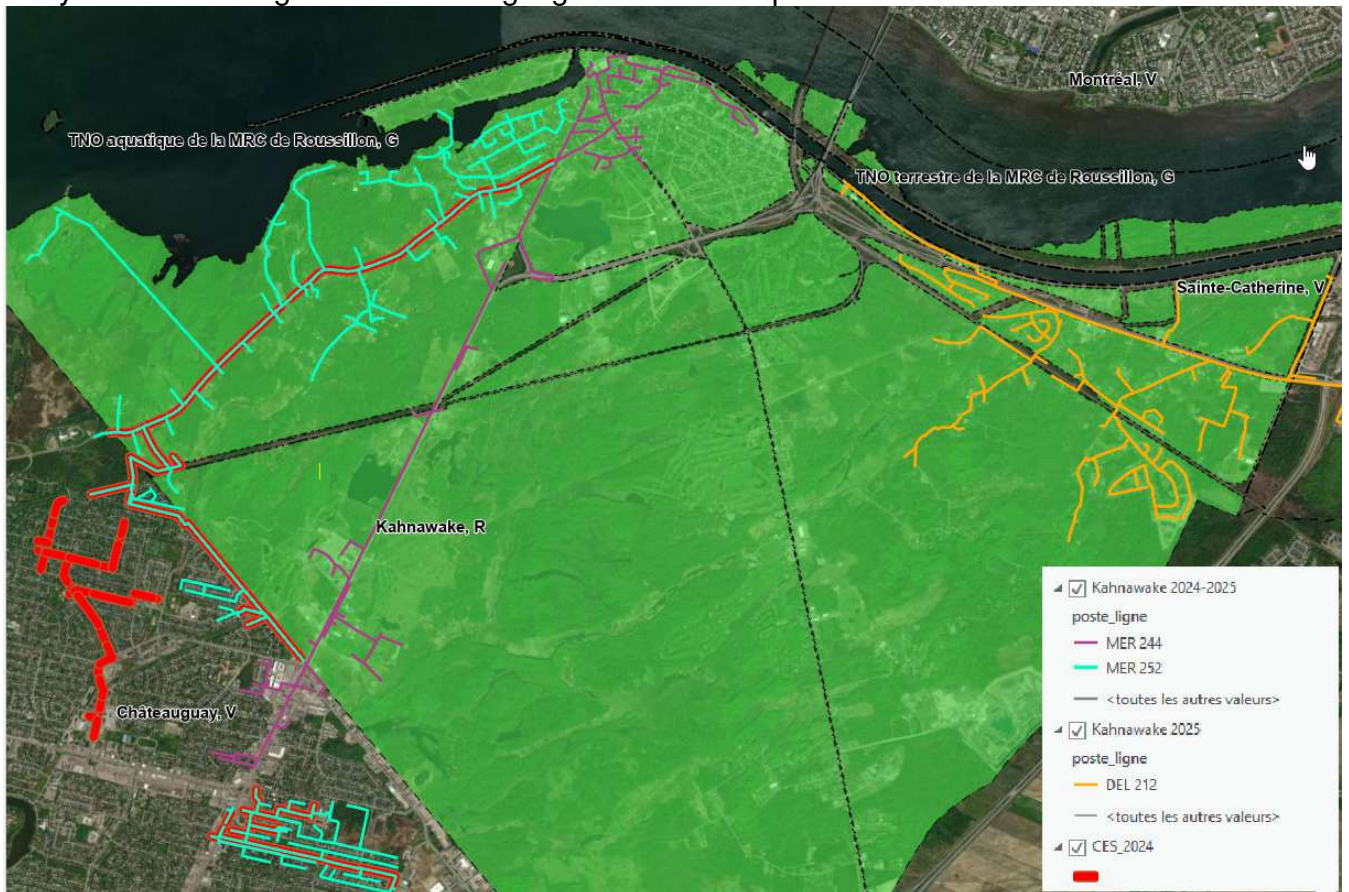 Montréal, V
TNO aquatique de la MRC de Roussillon, G
TNO terrestre de la MRC de Roussillon, G
Sainte-Catherine, V
Kahnawake, R
Châteauguay, V
Kahnawake 2024-2025
poste_ligne
MER 244
MER 252
<toutes les autres valeurs>
Kahnawake 2025
poste_ligne
DEL 212
<toutes les autres valeurs>
CES_2024